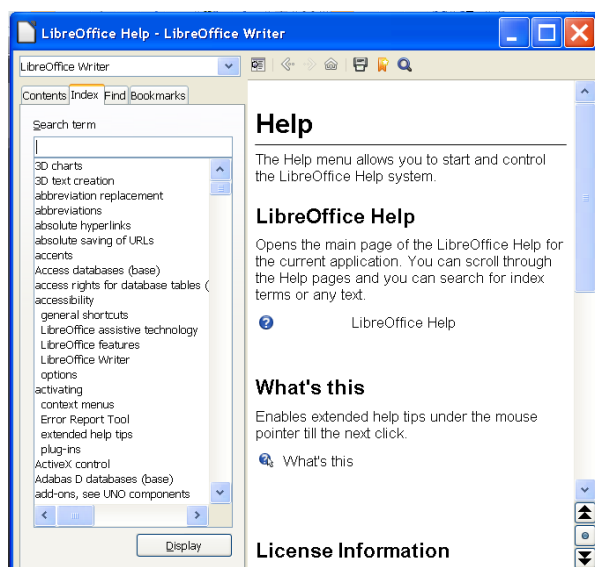 LibreOffice Help - LibreOffice Writer
LibreOffice Writer
Contents Index Find Bookmarks
Search term
3D charts
3D text creation
abbreviation replacement
abbreviations
absolute hyperlinks
absolute saving of URLs
accents
Access databases (base)
access rights for database tables (
accessibility
general shortcuts
LibreOffice assistive technology
LibreOffice features
LibreOffice Writer
options
activating
context menus
Error Report Tool
extended help tips
plug-ins
ActiveX control
Adabas D databases (base)
add-ons, see UNO components
Display
Help
The Help menu allows you to start and control
the LibreOffice Help system.
LibreOffice Help
Opens the main page of the LibreOffice Help for
the current application. You can scroll through
the Help pages and you can search for index
terms or any text.
LibreOffice Help
What's this
Enables extended help tips under the mouse
pointer till the next click.
What's this
License Information